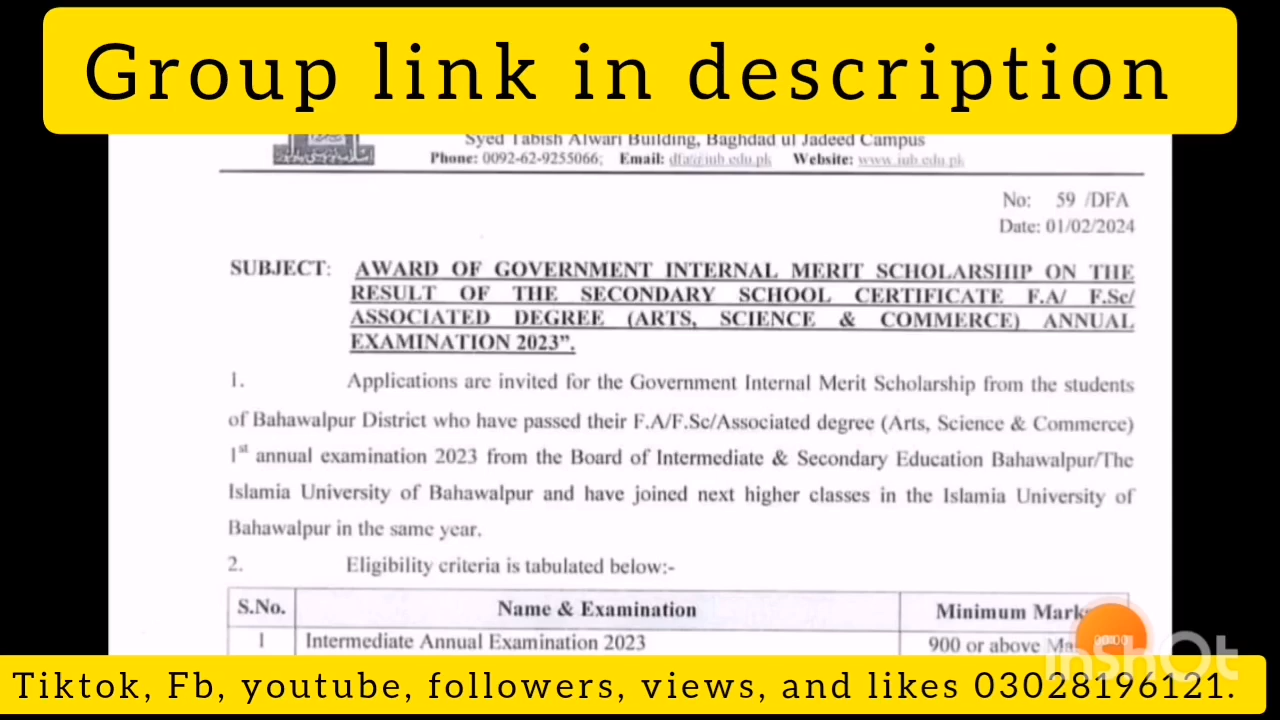 Group link in description
Syed Tabish Alwari Building, Baghdad ul Jadeed Campus
Phone: 0092-62-9255066; Email: dfa@iub.edu.pk Website: www.iub.edu.pk
No: 59 /DFA
Date: 01/02/2024
SUBJECT: AWARD OF GOVERNMENT INTERNAL MERIT SCHOLARSHIP ON THE
RESULT OF THE SECONDARY SCHOOL CERTIFICATE F.A/ F.Sc/
ASSOCIATED DEGREE (ARTS, SCIENCE & COMMERCE) ANNUAL
EXAMINATION 2023”.
1. Applications are invited for the Government Internal Merit Scholarship from the students
of Bahawalpur District who have passed their F.A/F.Sc/Associated degree (Arts, Science & Commerce)
1st annual examination 2023 from the Board of Intermediate & Secondary Education Bahawalpur/The
Islamia University of Bahawalpur and have joined next higher classes in the Islamia University of
Bahawalpur in the same year.
2. Eligibility criteria is tabulated below:-
S.No. Name & Examination Minimum Marks
1 Intermediate Annual Examination 2023 900 or above Ma
00:00
InShOt
Tiktok, Fb, youtube, followers, views, and likes 03028196121.